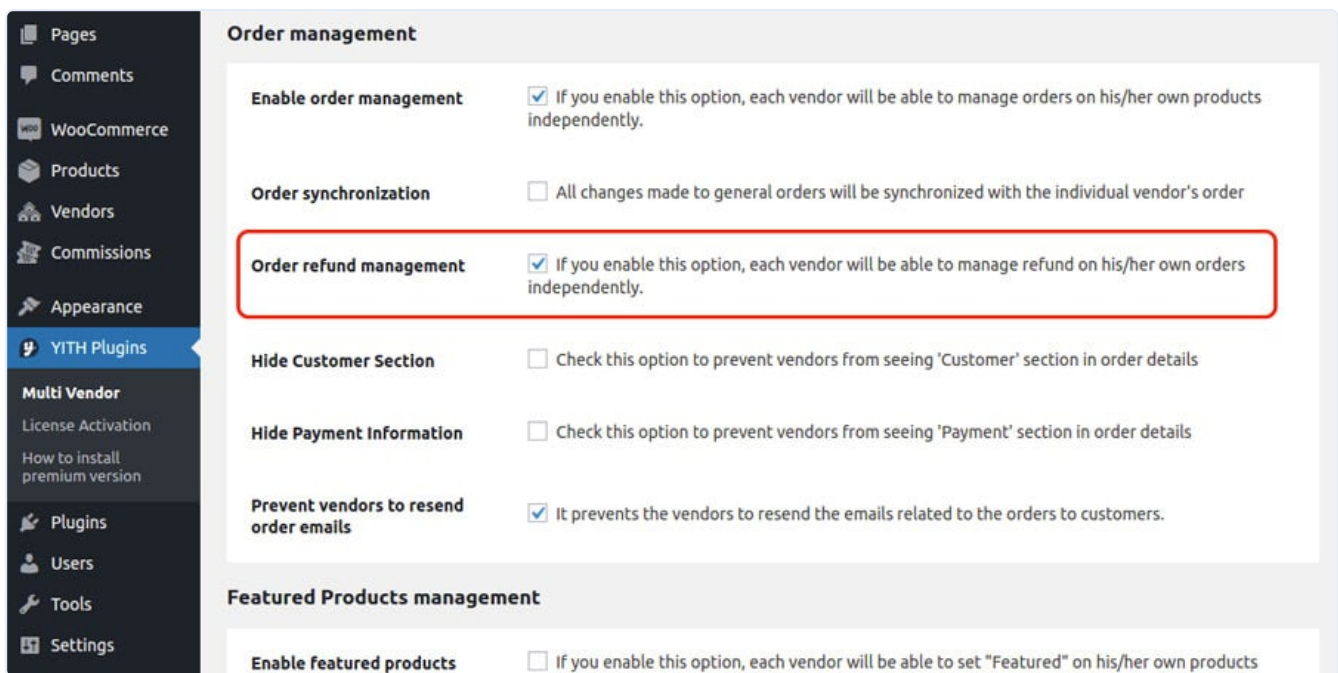 Pages
Comments
WooCommerce
Products
Vendors
Commissions
Appearance
YITH Plugins
Multi Vendor
License Activation
How to install
premium version
Plugins
Users
Tools
Settings
Order management
Enable order management
If you enable this option, each vendor will be able to manage orders on his/her own products
independently.
Order synchronization
All changes made to general orders will be synchronized with the individual vendor's order
Order refund management
If you enable this option, each vendor will be able to manage refund on his/her own orders
independently.
Hide Customer Section
Check this option to prevent vendors from seeing 'Customer' section in order details
Hide Payment Information
Check this option to prevent vendors from seeing 'Payment' section in order details
Prevent vendors to resend
order emails
It prevents the vendors to resend the emails related to the orders to customers.
Featured Products management
Enable featured products
If you enable this option, each vendor will be able to set "Featured" on his/her own products